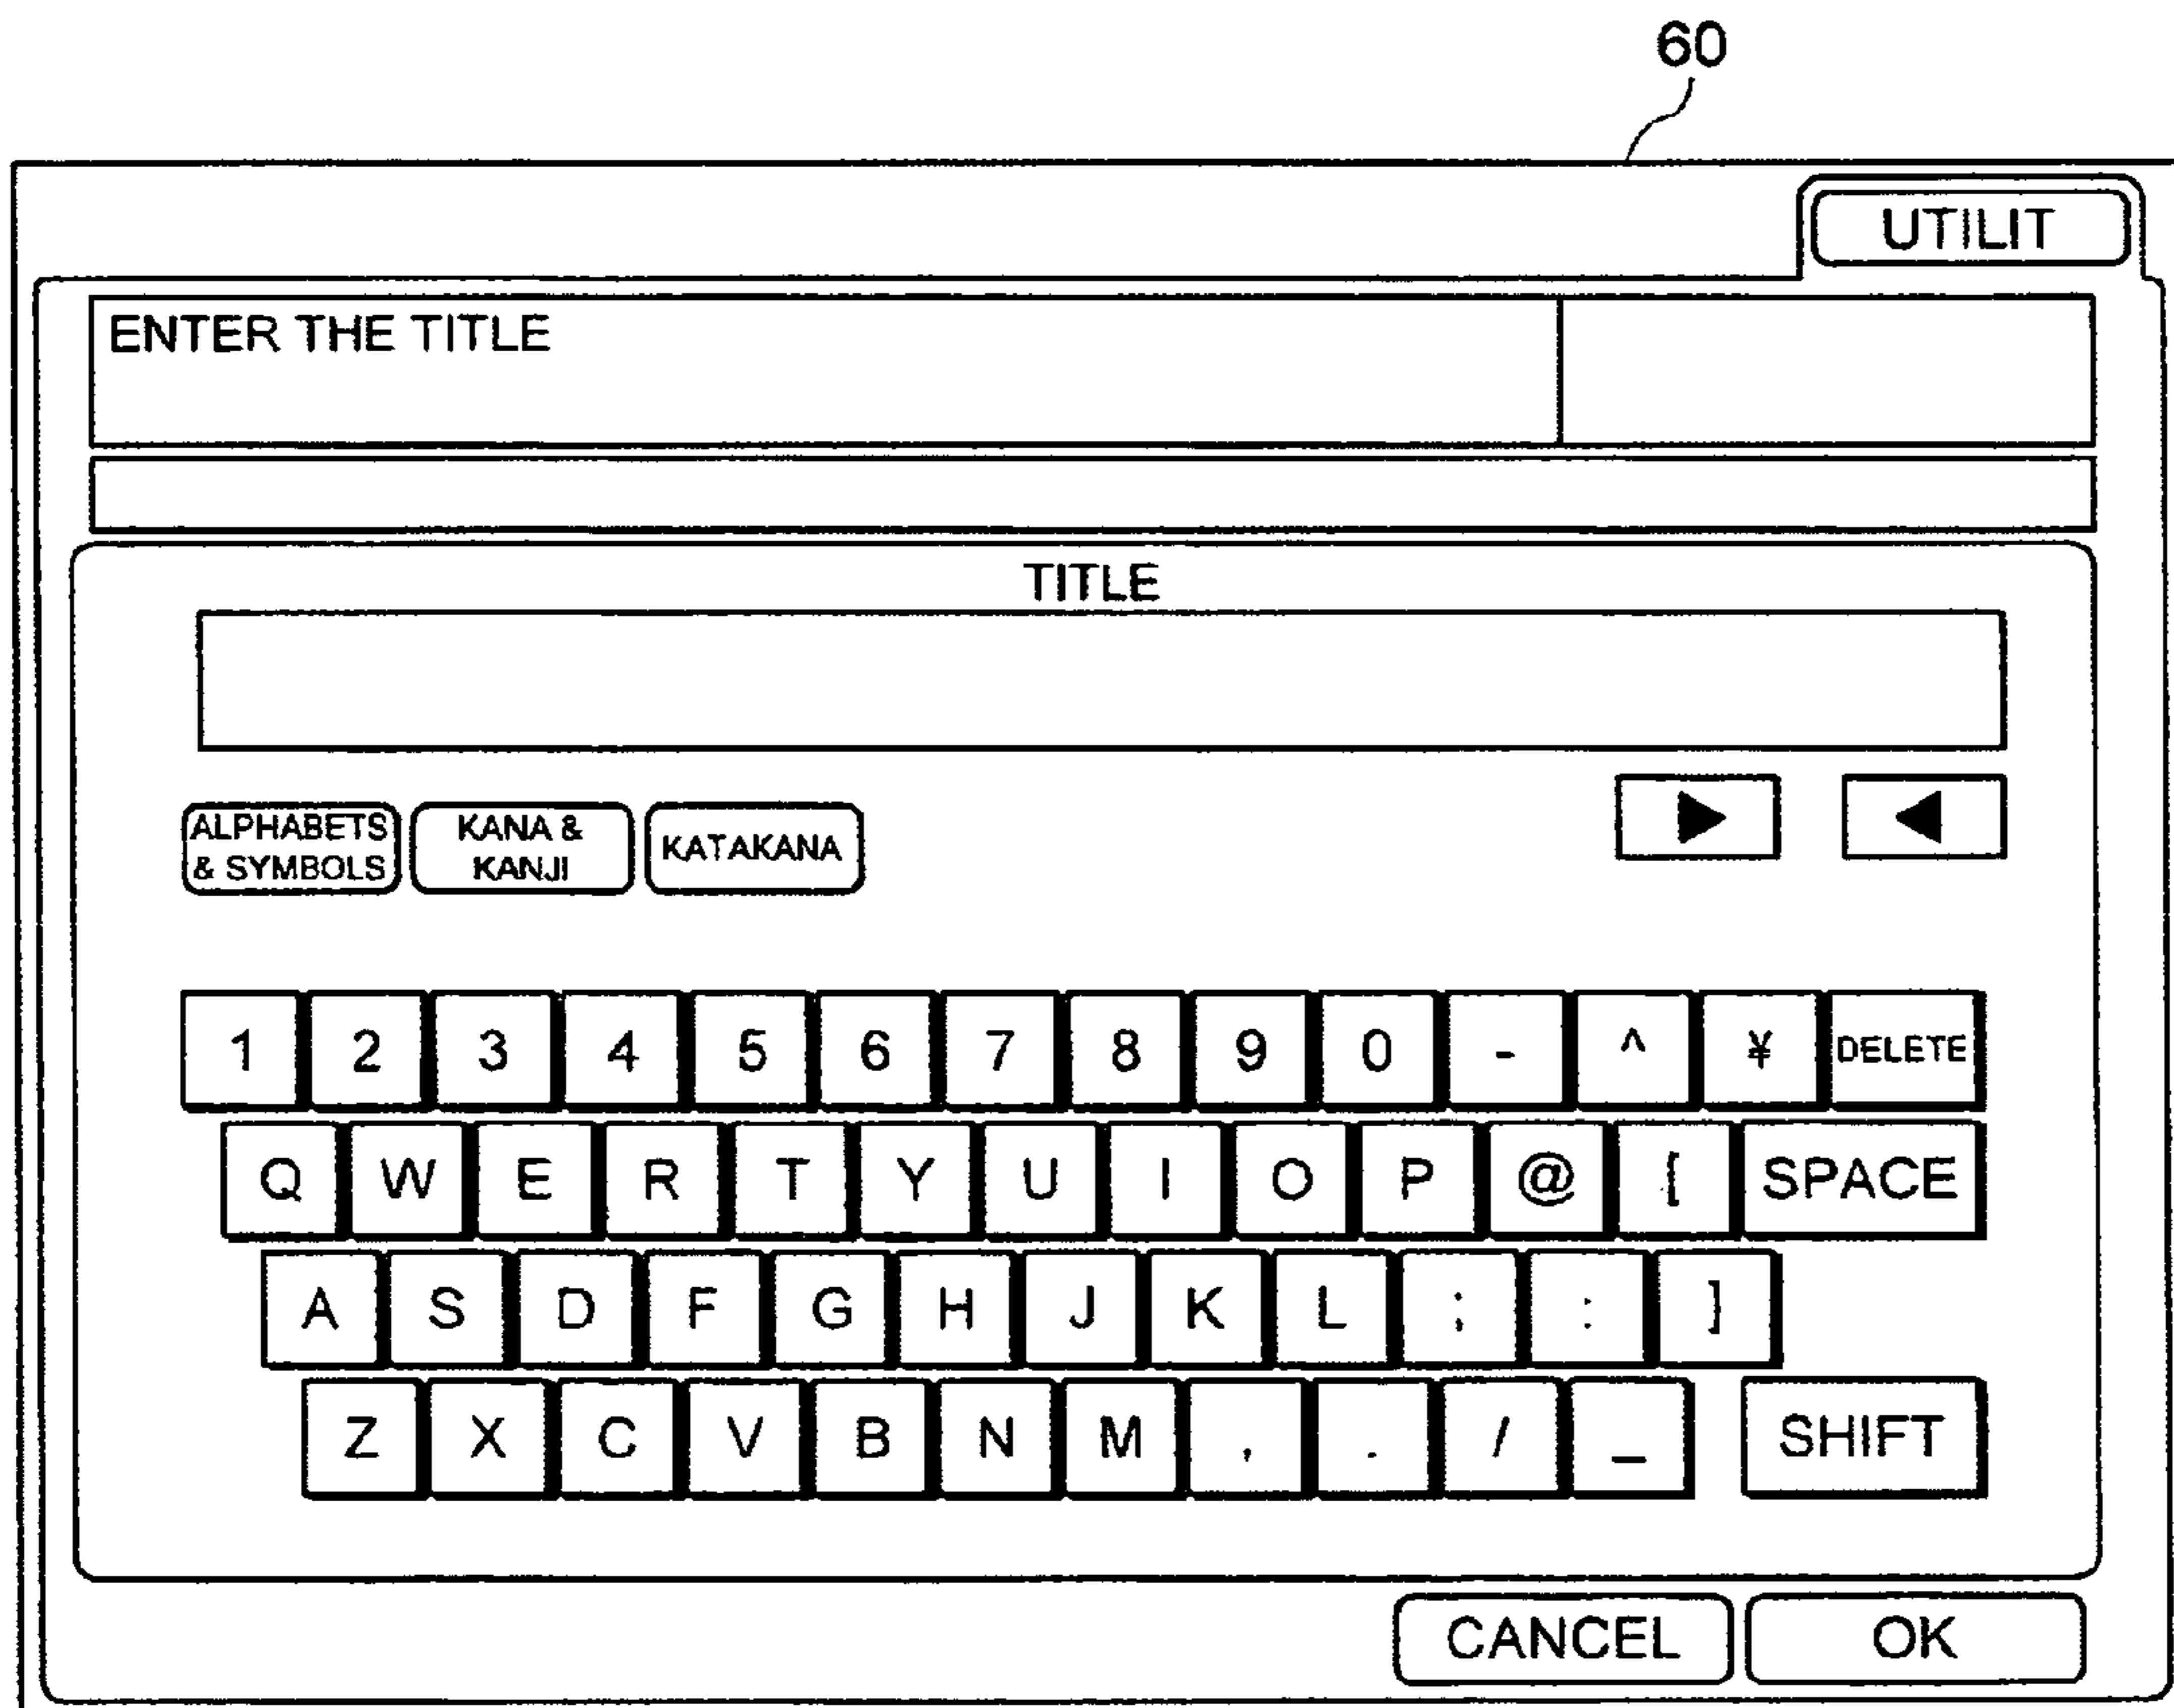 60
UTILIT
ENTER THE TITLE
TITLE
ALPHABETS & SYMBOLS
KANA & KANJI
KATAKANA
1 2 3 4 5 6 7 8 9 0 - ^ ¥ DELETE
Q W E R T Y U I O P @ [ SPACE
A S D F G H J K L ; : ]
Z X C V B N M , . / _ SHIFT
CANCEL OK